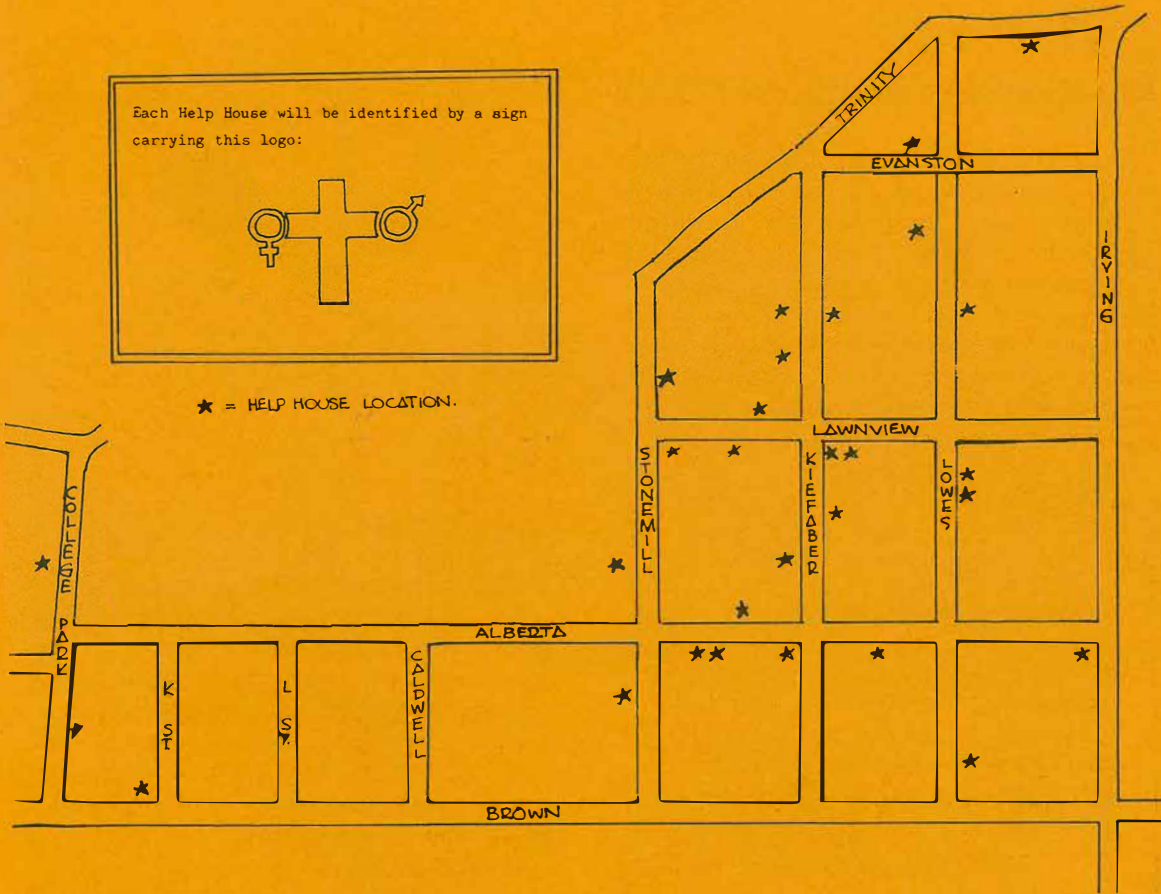 Each Help House will be identified by a sign
carrying this logo:
★ = HELP HOUSE LOCATION.
TRINITY
EVANSTON
IRVING
LAWNVIEW
STONEMILL
KIEFABER
LOWES
COLLEGE PARK
ALBERTA
K ST
L ST.
CALDWELL
BROWN